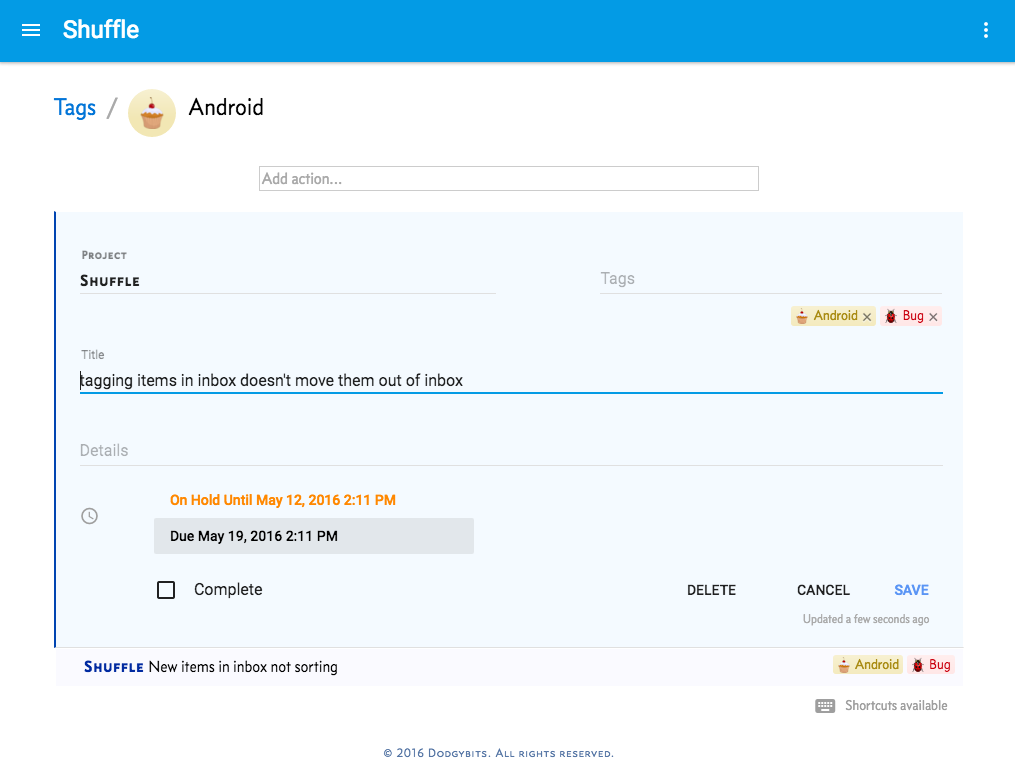 Shuffle
Tags / Android
Add action...
Project
Shuffle
Tags
Android × Bug ×
Title
tagging items in inbox doesn't move them out of inbox
Details
On Hold Until May 12, 2016 2:11 PM
Due May 19, 2016 2:11 PM
Complete DELETE CANCEL SAVE
Updated a few seconds ago
Shuffle New items in inbox not sorting Android Bug
Shortcuts available
© 2016 Dodgybits. All rights reserved.